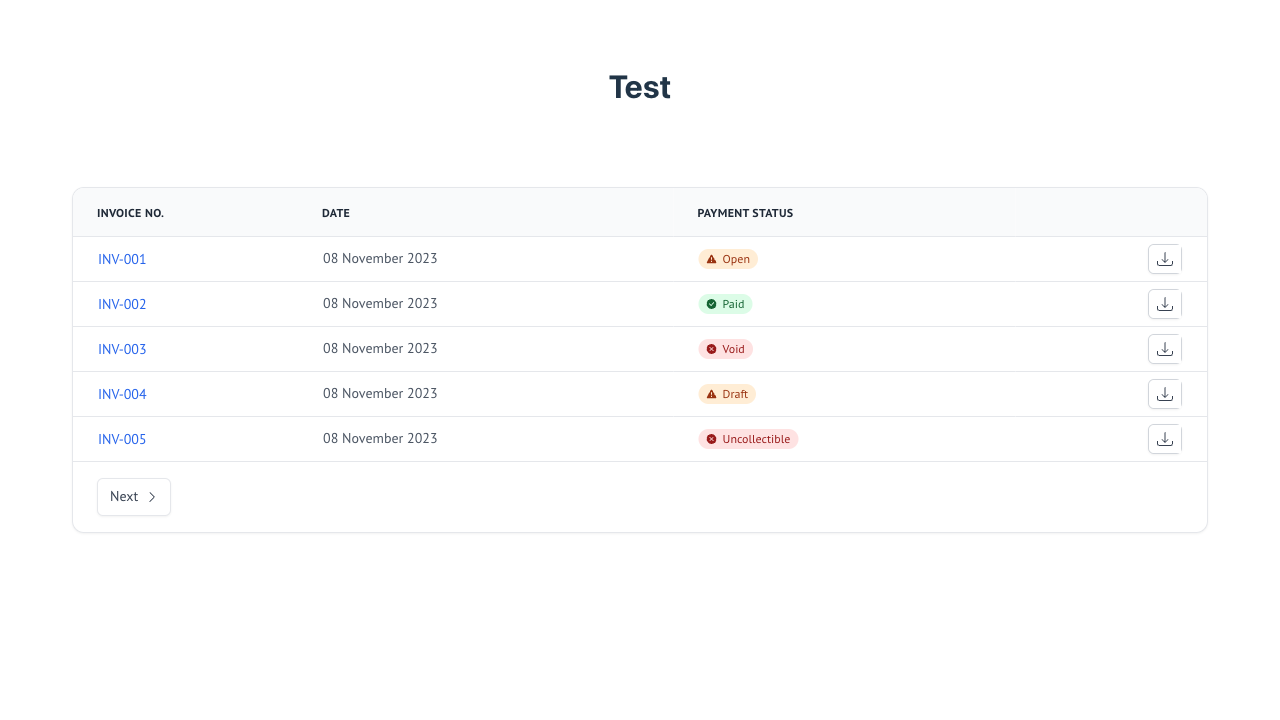 Test
INVOICE NO. DATE PAYMENT STATUS
INV-001 08 November 2023 Open
INV-002 08 November 2023 Paid
INV-003 08 November 2023 Void
INV-004 08 November 2023 Draft
INV-005 08 November 2023 Uncollectible
Next